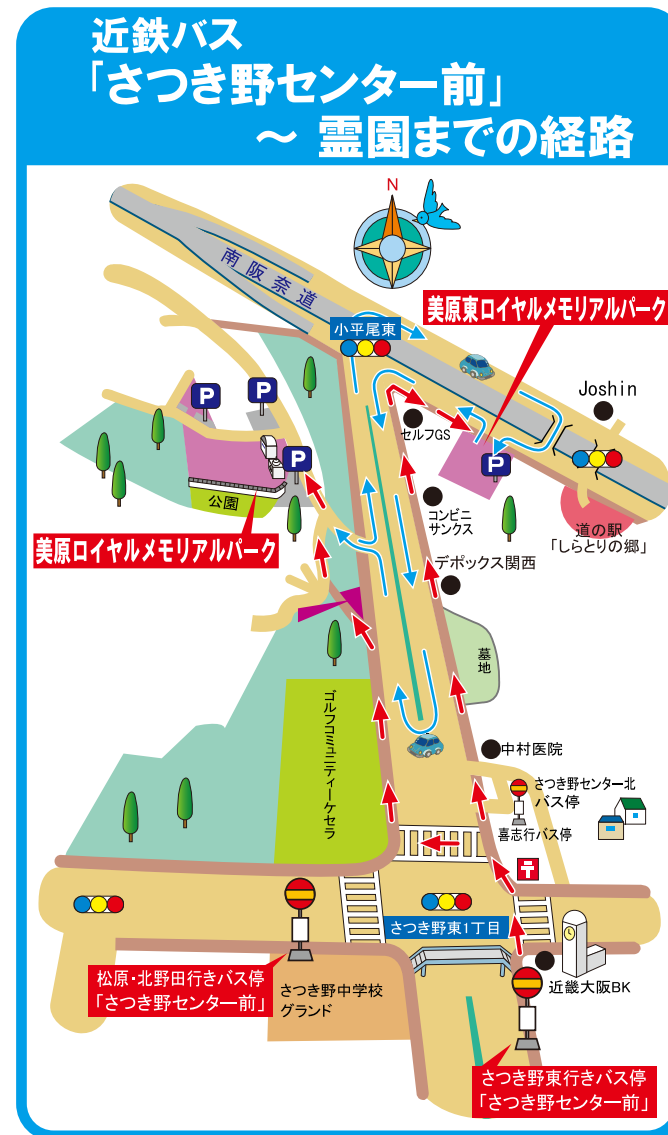 近鉄バス
「さつき野センター前」
～ 霊園までの経路
N
南阪奈道
小平尾東
美原東ロイヤルメモリアルパーク
Joshin
セルフGS
P
P
P
P
公園
コンビニ
サンクス
道の駅
「しらとりの郷」
美原ロイヤルメモリアルパーク
デポックス関西
墓地
ゴルフコミュニティーケセラ
中村医院
さつき野センター北
バス停
喜志行バス停
〒
さつき野東1丁目
松原・北野田行きバス停
「さつき野センター前」
さつき野中学校
グランド
近畿大阪BK
さつき野東行きバス停
「さつき野センター前」